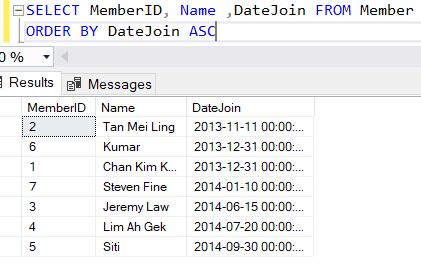 SELECT MemberID, Name ,DateJoin FROM Member
ORDER BY DateJoin ASC
0 %
Results Messages
MemberID Name DateJoin
2 Tan Mei Ling 2013-11-11 00:00:...
6 Kumar 2013-12-31 00:00:...
1 Chan Kim K... 2013-12-31 00:00:...
7 Steven Fine 2014-01-10 00:00:...
3 Jeremy Law 2014-06-15 00:00:...
4 Lim Ah Gek 2014-07-20 00:00:...
5 Siti 2014-09-30 00:00:...